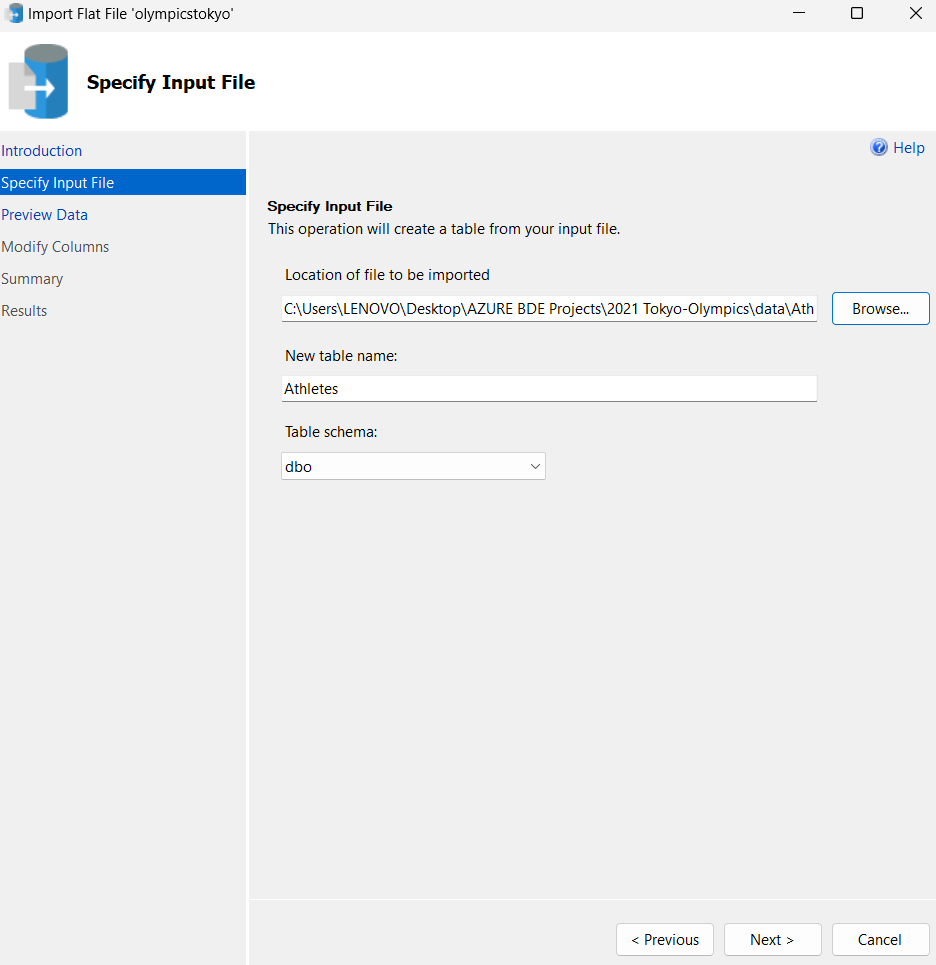 Import Flat File 'olympicstokyo'
Specify Input File
Introduction
Specify Input File
Preview Data
Modify Columns
Summary
Results
Help
Specify Input File
This operation will create a table from your input file.
Location of file to be imported
C:\Users\LENOVO\Desktop\AZURE BDE Projects\2021 Tokyo-Olympics\data\Ath
Browse...
New table name:
Athletes
Table schema:
dbo
< Previous
Next >
Cancel